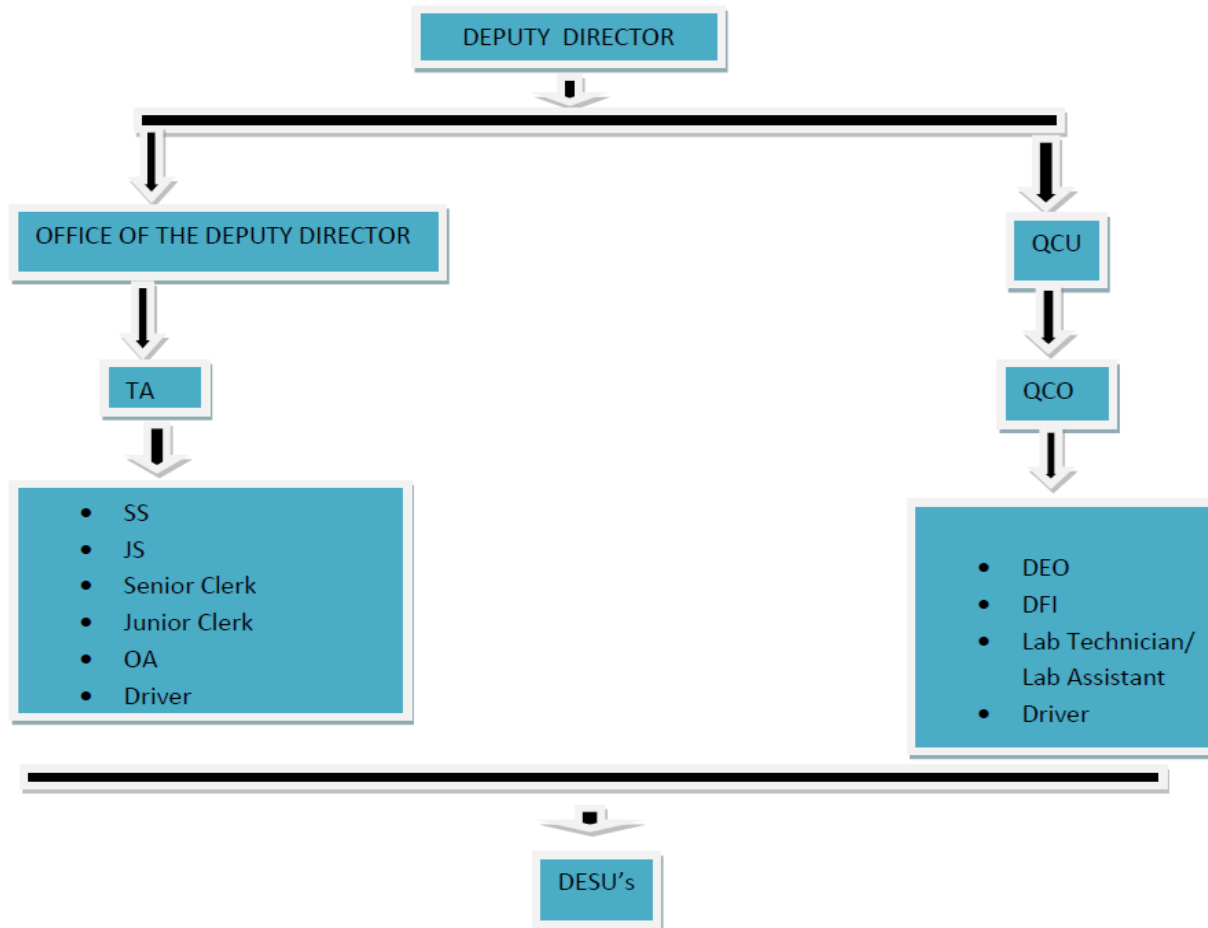 DEPUTY DIRECTOR
OFFICE OF THE DEPUTY DIRECTOR
QCU
TA
QCO
• SS
• JS
• Senior Clerk
• Junior Clerk
• OA
• Driver
• DEO
• DFI
• Lab Technician/
Lab Assistant
• Driver
DESU’s